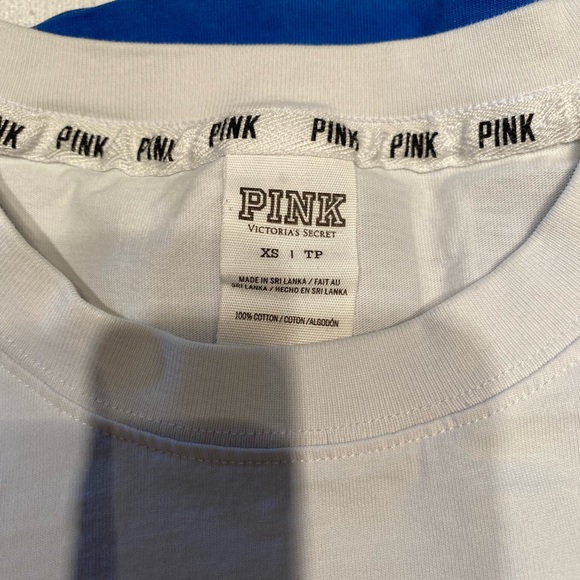 PINK PINK PINK PINK PINK PINK
PINK
VICTORIA'S SECRET
XS | TP
MADE IN SRI LANKA / FAIT AU
SRI LANKA / HECHO EN SRI LANKA
100% COTTON / COTON / ALGODÓN